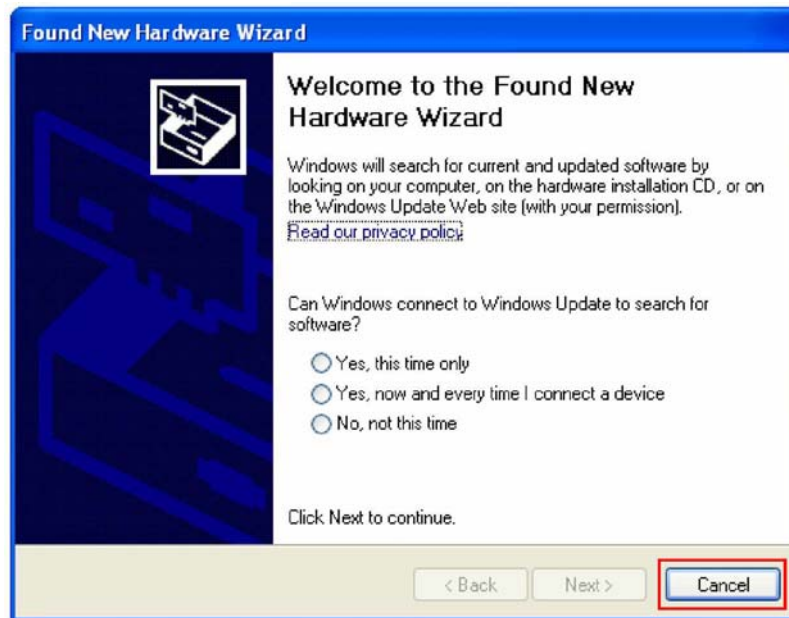 Found New Hardware Wizard
Welcome to the Found New
Hardware Wizard
Windows will search for current and updated software by
looking on your computer, on the hardware installation CD, or on
the Windows Update Web site (with your permission).
Read our privacy policy
Can Windows connect to Windows Update to search for
software?
Yes, this time only
Yes, now and every time I connect a device
No, not this time
Click Next to continue.
< Back Next > Cancel